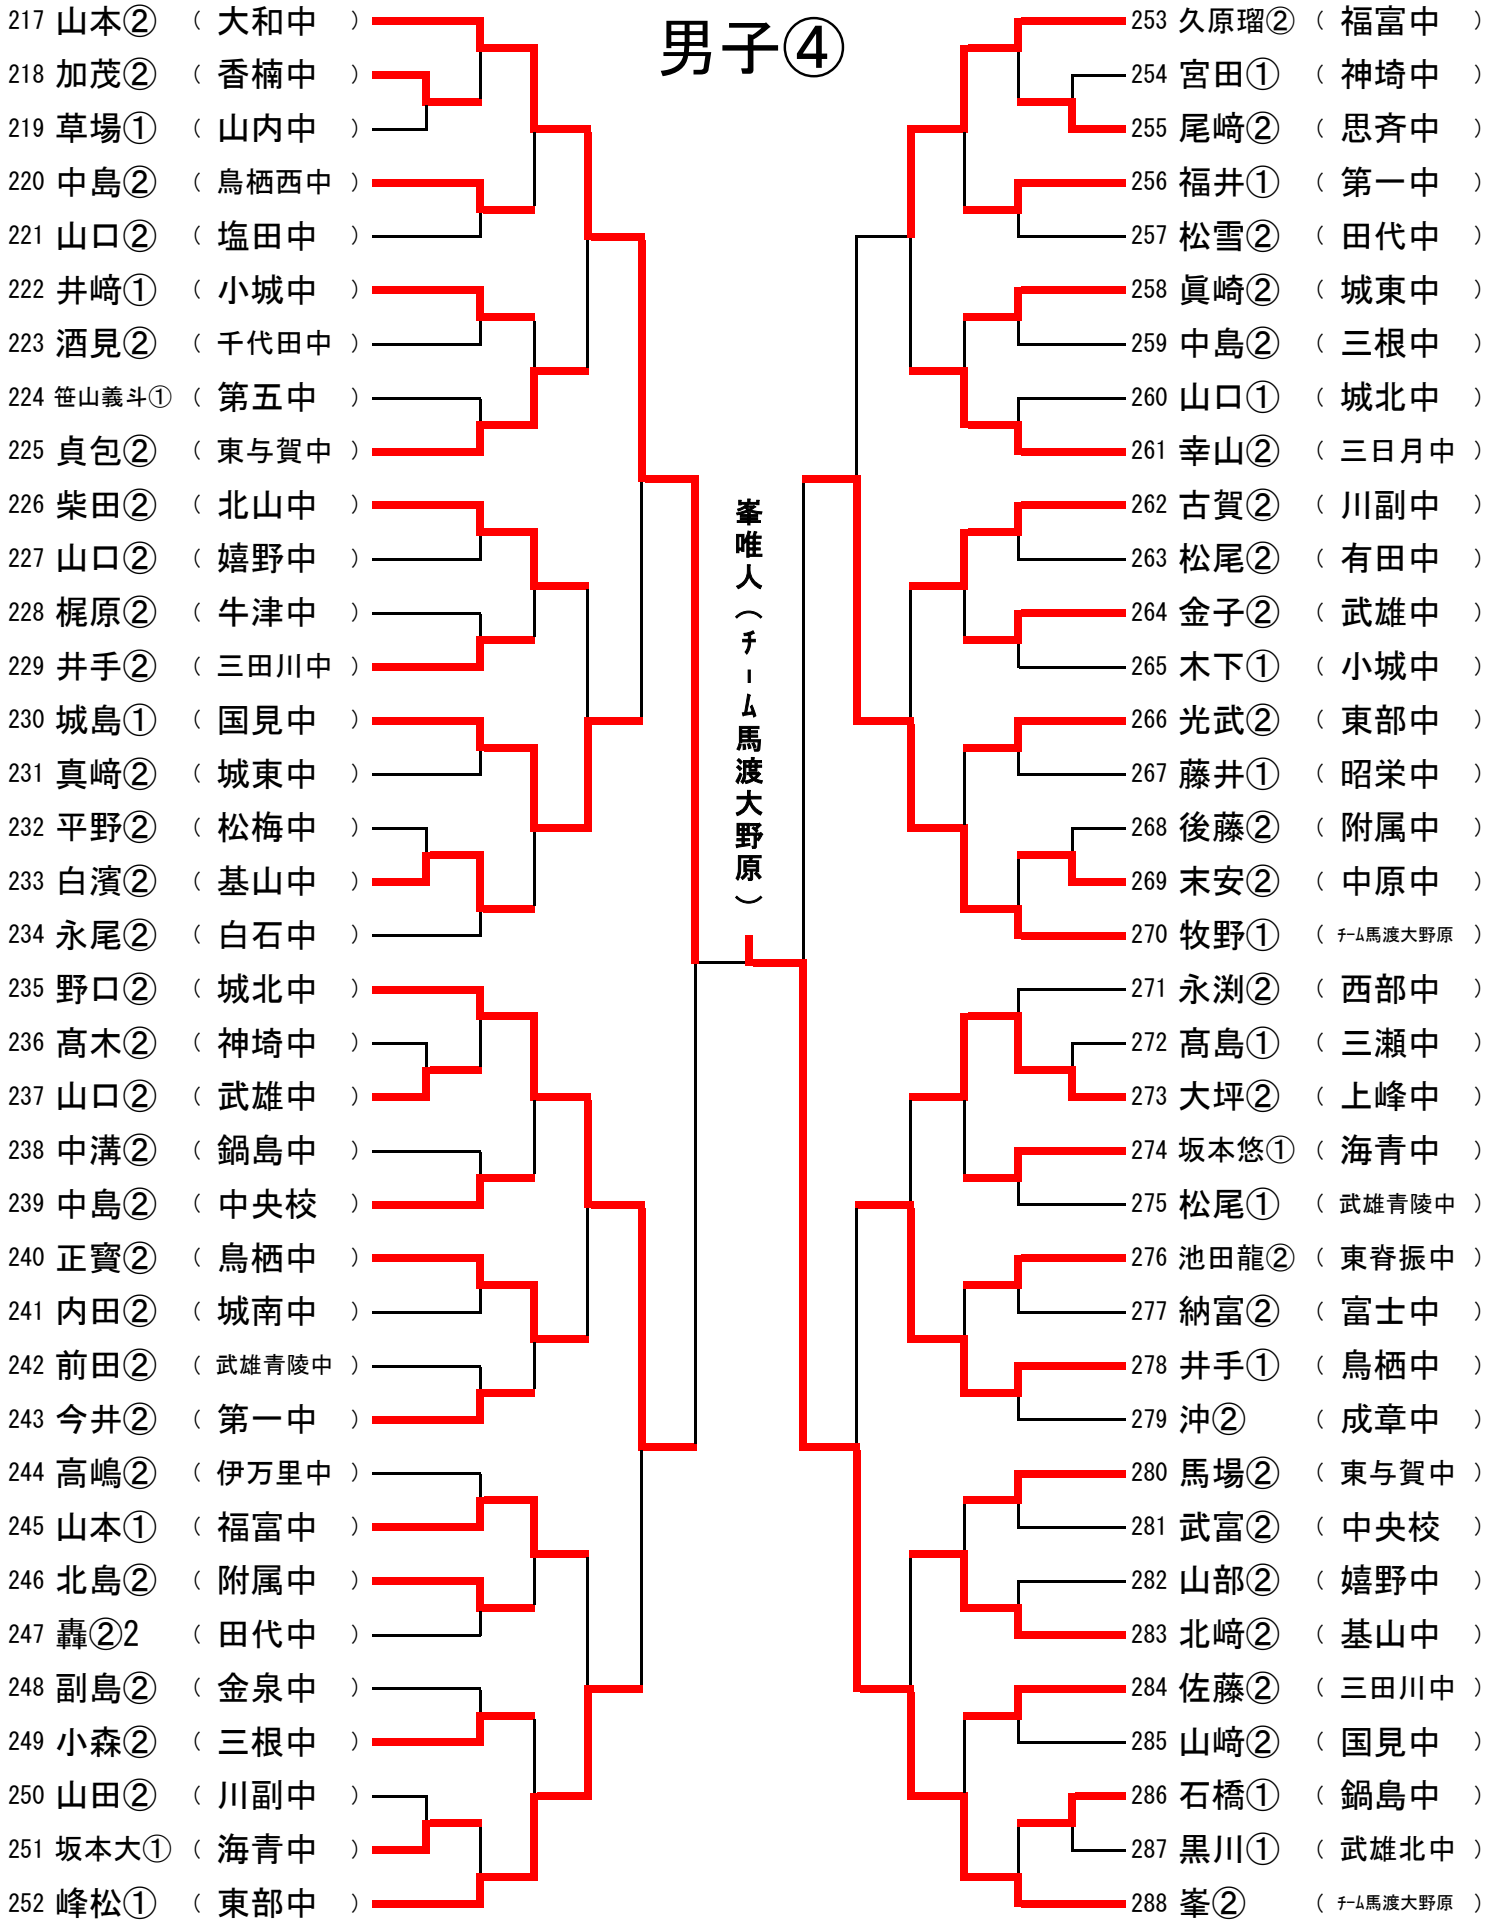 男子④
217 山本② （ 大和中 ）
218 加茂② （ 香楠中 ）
219 草場① （ 山内中 ）
220 中島② （ 鳥栖西中 ）
221 山口② （ 塩田中 ）
222 井﨑① （ 小城中 ）
223 酒見② （ 千代田中 ）
224 笹山義斗① （ 第五中 ）
225 貞包② （ 東与賀中 ）
226 柴田② （ 北山中 ）
227 山口② （ 嬉野中 ）
228 梶原② （ 牛津中 ）
229 井手② （ 三田川中 ）
230 城島① （ 国見中 ）
231 真﨑② （ 城東中 ）
232 平野② （ 松梅中 ）
233 白濱② （ 基山中 ）
234 永尾② （ 白石中 ）
235 野口② （ 城北中 ）
236 髙木② （ 神埼中 ）
237 山口② （ 武雄中 ）
238 中溝② （ 鍋島中 ）
239 中島② （ 中央校 ）
240 正寳② （ 鳥栖中 ）
241 内田② （ 城南中 ）
242 前田② （ 武雄青陵中 ）
243 今井② （ 第一中 ）
244 高嶋② （ 伊万里中 ）
245 山本① （ 福富中 ）
246 北島② （ 附属中 ）
247 轟②2 （ 田代中 ）
248 副島② （ 金泉中 ）
249 小森② （ 三根中 ）
250 山田② （ 川副中 ）
251 坂本大① （ 海青中 ）
252 峰松① （ 東部中 ）
峯唯人（チーム馬渡大野原）
253 久原瑠② （ 福富中 ）
254 宮田① （ 神埼中 ）
255 尾﨑② （ 思斉中 ）
256 福井① （ 第一中 ）
257 松雪② （ 田代中 ）
258 眞崎② （ 城東中 ）
259 中島② （ 三根中 ）
260 山口① （ 城北中 ）
261 幸山② （ 三日月中 ）
262 古賀② （ 川副中 ）
263 松尾② （ 有田中 ）
264 金子② （ 武雄中 ）
265 木下① （ 小城中 ）
266 光武② （ 東部中 ）
267 藤井① （ 昭栄中 ）
268 後藤② （ 附属中 ）
269 末安② （ 中原中 ）
270 牧野① （ ﾁｰﾑ馬渡大野原 ）
271 永渕② （ 西部中 ）
272 髙島① （ 三瀬中 ）
273 大坪② （ 上峰中 ）
274 坂本悠① （ 海青中 ）
275 松尾① （ 武雄青陵中 ）
276 池田龍② （ 東脊振中 ）
277 納富② （ 富士中 ）
278 井手① （ 鳥栖中 ）
279 沖② （ 成章中 ）
280 馬場② （ 東与賀中 ）
281 武富② （ 中央校 ）
282 山部② （ 嬉野中 ）
283 北﨑② （ 基山中 ）
284 佐藤② （ 三田川中 ）
285 山﨑② （ 国見中 ）
286 石橋① （ 鍋島中 ）
287 黒川① （ 武雄北中 ）
288 峯② （ ﾁｰﾑ馬渡大野原 ）